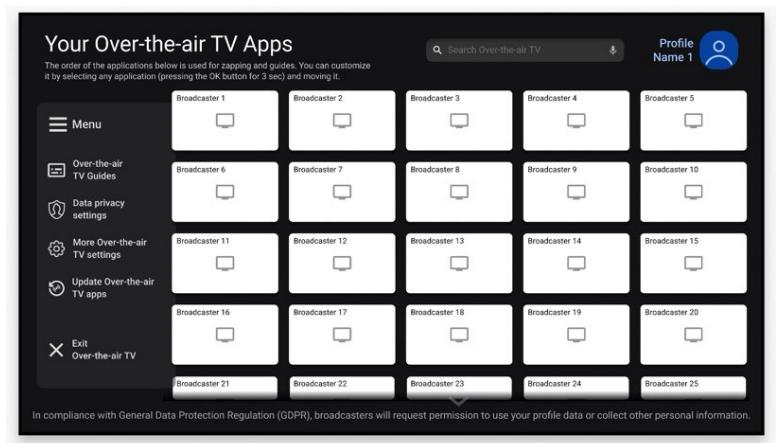 Your Over-the-air TV Apps
The order of the applications below is used for zapping and guides. You can customize
it by selecting any application (pressing the OK button for 3 sec) and moving it.
Search Over-the-air TV
Profile
Name 1
Menu
Over-the-air
TV Guides
Data privacy
settings
More Over-the-air
TV settings
Update Over-the-air
TV apps
Exit
Over-the-air TV
Broadcaster 1
Broadcaster 2
Broadcaster 3
Broadcaster 4
Broadcaster 5
Broadcaster 6
Broadcaster 7
Broadcaster 8
Broadcaster 9
Broadcaster 10
Broadcaster 11
Broadcaster 12
Broadcaster 13
Broadcaster 14
Broadcaster 15
Broadcaster 16
Broadcaster 17
Broadcaster 18
Broadcaster 19
Broadcaster 20
Broadcaster 21
Broadcaster 22
Broadcaster 23
Broadcaster 24
Broadcaster 25
In compliance with General Data Protection Regulation (GDPR), broadcasters will request permission to use your profile data or collect other personal information.